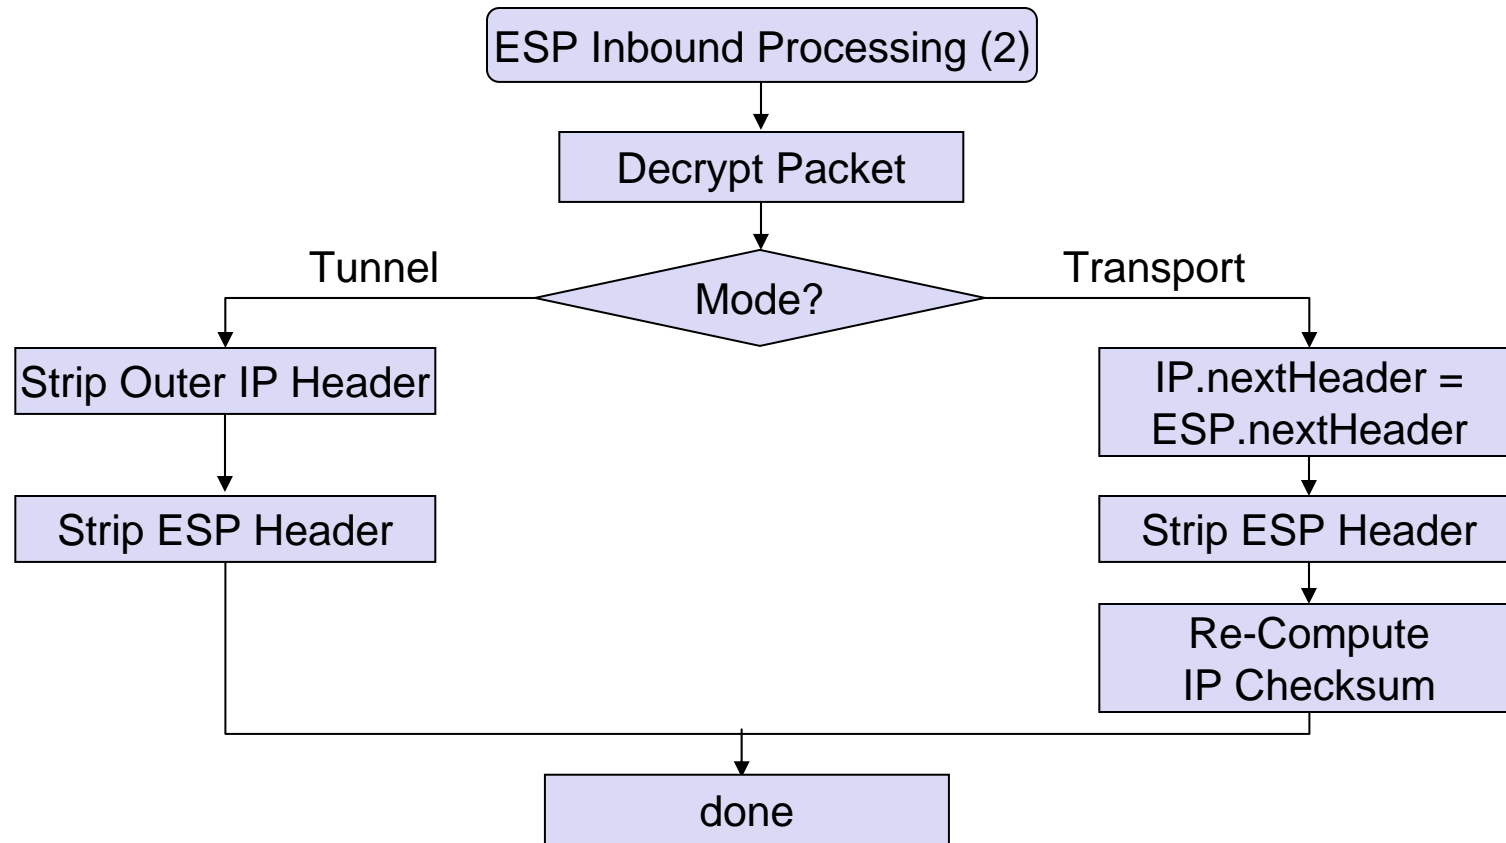 ESP Inbound Processing (2)
Decrypt Packet
Tunnel
Transport
Mode?
Strip Outer IP Header
IP.nextHeader =
ESP.nextHeader
Strip ESP Header
Strip ESP Header
Re-Compute
IP Checksum
done